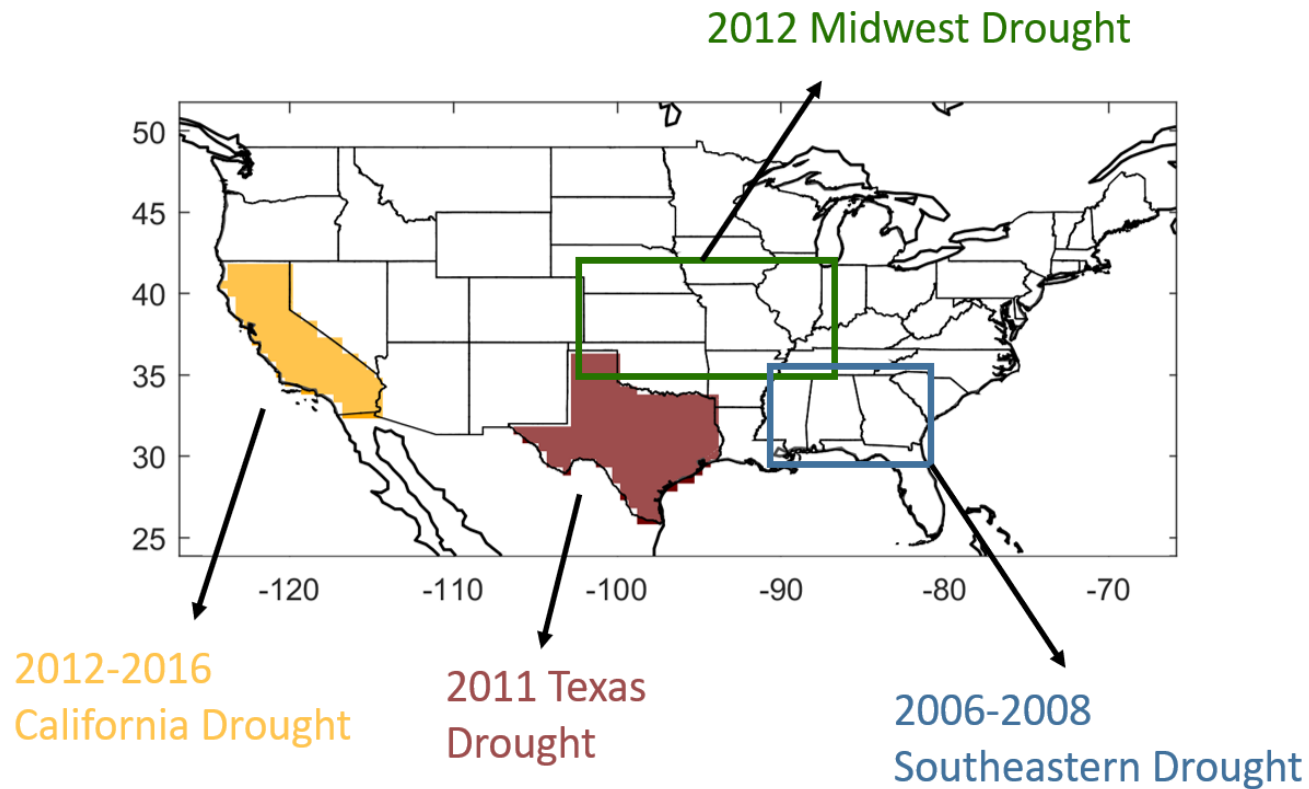 2012 Midwest Drought
50
45
40
35
30
25
-120 -110 -100 -90 -80 -70
2012-2016
California Drought
2011 Texas
Drought
2006-2008
Southeastern Drought